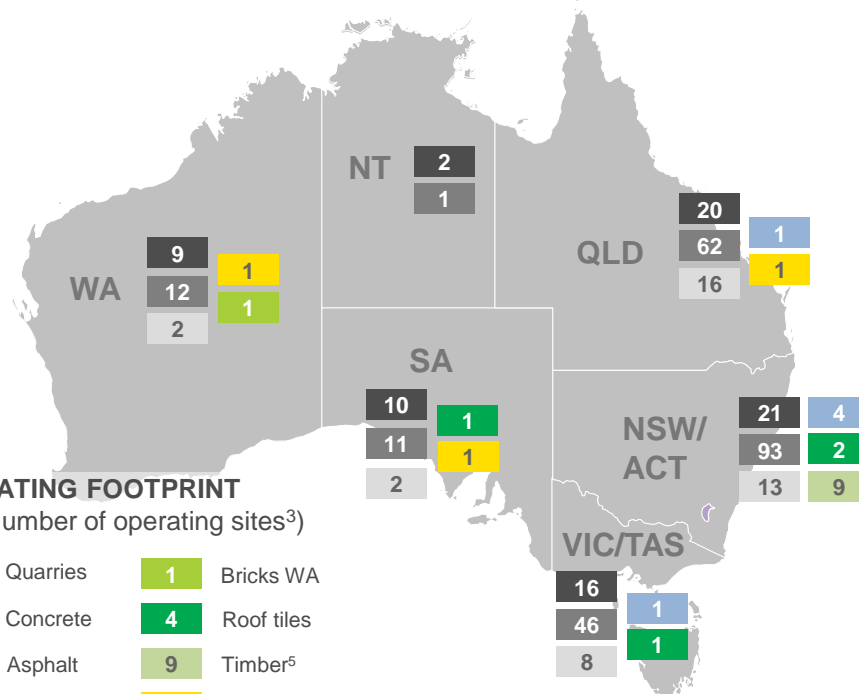 NT
2
1
QLD
20
62
16
1
1
WA
9
12
2
1
1
SA
10
11
2
1
1
NSW/
ACT
21
93
13
4
2
9
VIC/TAS
16
46
8
1
1
ATING FOOTPRINT
umber of operating sites³)
Quarries
1 Bricks WA
Concrete
4 Roof tiles
Asphalt
9 Timber⁵